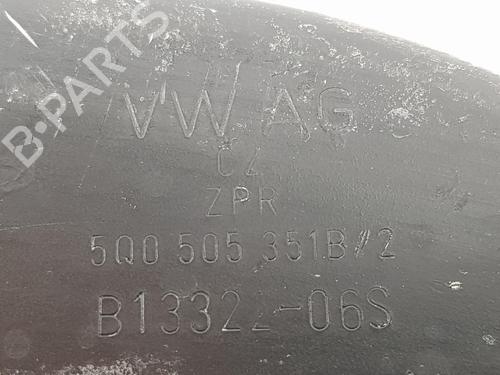 B-PARTS
VW AG
CZ
ZPR
5Q0 505 351B//2
B13322-06S